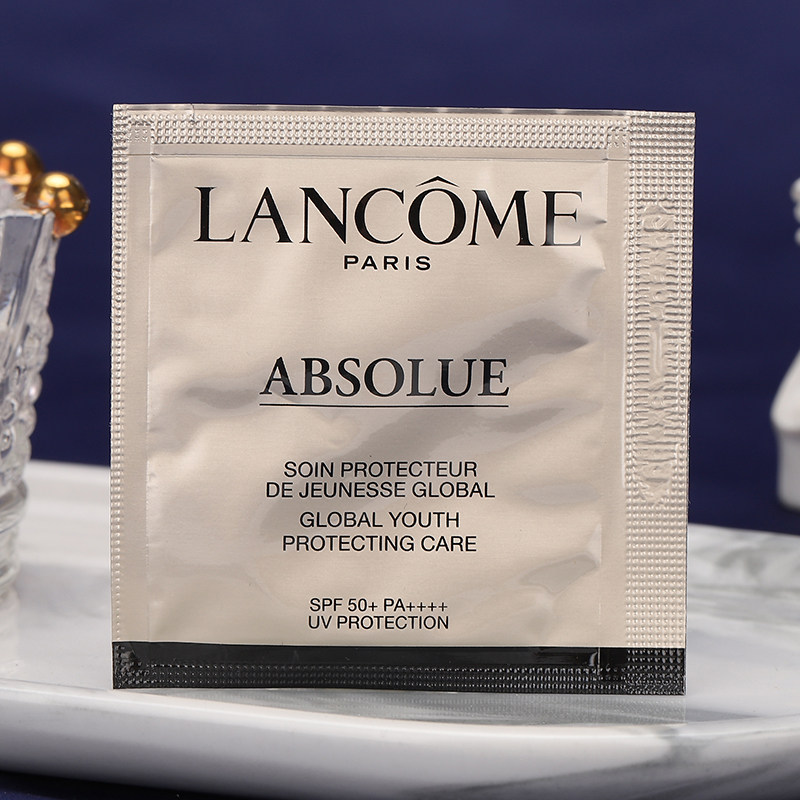 LANCÔME
PARIS
ABSOLUE
SOIN PROTECTEUR
DE JEUNESSE GLOBAL
GLOBAL YOUTH
PROTECTING CARE
SPF 50+ PA++++
UV PROTECTION